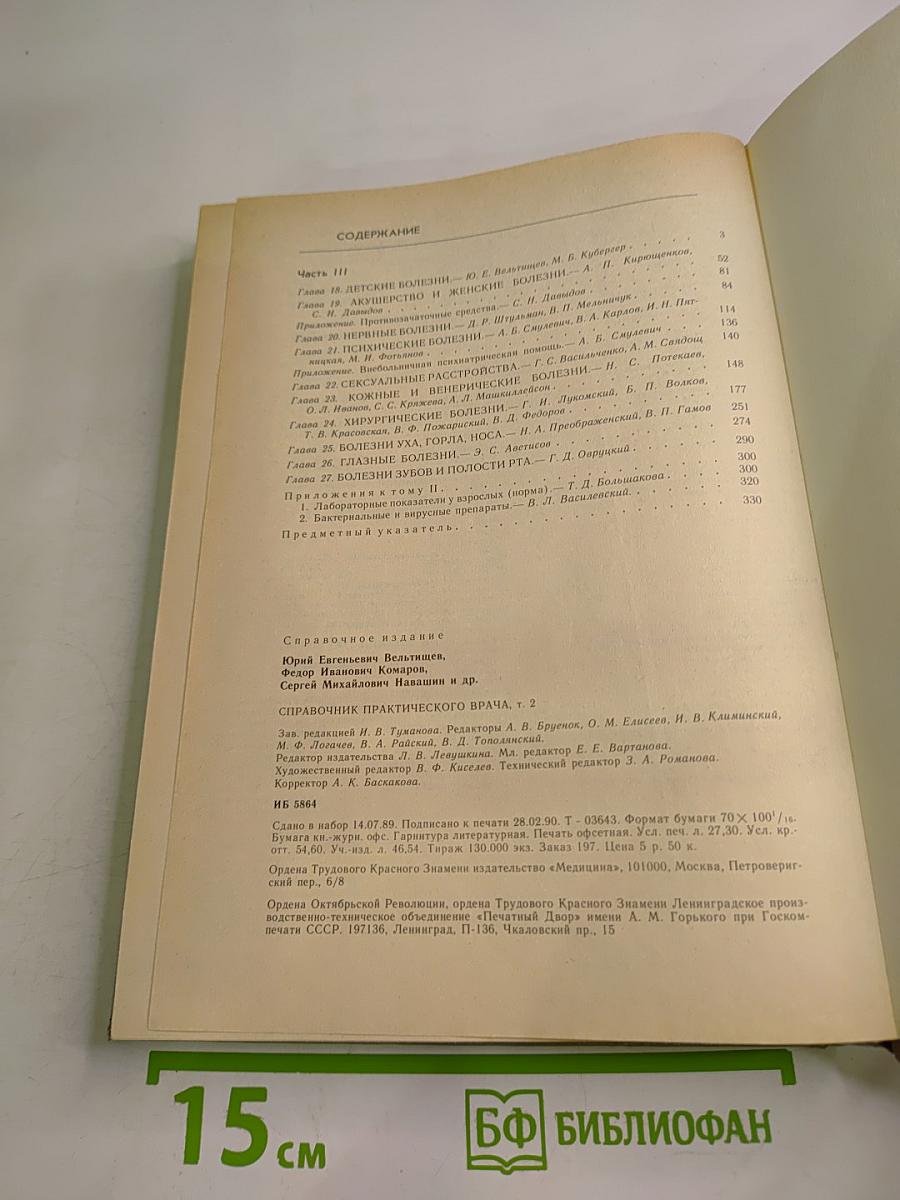 СОДЕРЖАНИЕ
Часть III
Глава 18. ДЕТСКИЕ БОЛЕЗНИ.— Ю. Е. Вельтищев, М. Б. Кубергер . . . . . 3
Глава 19. АКУШЕРСТВО И ЖЕНСКИЕ БОЛЕЗНИ.— А. П. Кирющенков,
С. Н. Давыдов . . . . . 52
Приложение. Противозачаточные средства.— С. Н. Давыдов . . . . . 81
Глава 20. НЕРВНЫЕ БОЛЕЗНИ.— Д. Р. Штульман, В. П. Мельничук . . . . . 84
Глава 21. ПСИХИЧЕСКИЕ БОЛЕЗНИ.— А. Б. Смулевич, В. А. Карлов, И. Н. Пят-
ницкая, М. И. Фотьянов . . . . . 114
Приложение. Внебольничная психиатрическая помощь.— А. Б. Смулевич . . . 136
Глава 22. СЕКСУАЛЬНЫЕ РАССТРОЙСТВА.— Г. С. Васильченко, А. М. Свядощ 140
Глава 23. КОЖНЫЕ И ВЕНЕРИЧЕСКИЕ БОЛЕЗНИ.— Н. С. Потекаев,
О. Л. Иванов, С. С. Кряжева, А. Л. Машкиллейсон . . . . . 148
Глава 24. ХИРУРГИЧЕСКИЕ БОЛЕЗНИ.— Г. И. Лукомский, Б. П. Волков,
Т. В. Красовская, В. Ф. Пожариский, В. Д. Федоров . . . . . 177
Глава 25. БОЛЕЗНИ УХА, ГОРЛА, НОСА.— Н. А. Преображенский, В. П. Гамов 251
Глава 26. ГЛАЗНЫЕ БОЛЕЗНИ.— Э. С. Аветисов . . . . . 274
Глава 27. БОЛЕЗНИ ЗУБОВ И ПОЛОСТИ РТА.— Г. Д. Овруцкий . . . . . 290
Приложения к тому II . . . . . 300
1. Лабораторные показатели у взрослых (норма).— Т. Д. Большакова . . . 300
2. Бактериальные и вирусные препараты.— В. Л. Василевский . . . . . 320
Предметный указатель . . . . . 330
Справочное издание
Юрий Евгеньевич Вельтищев,
Федор Иванович Комаров,
Сергей Михайлович Навашин и др.
СПРАВОЧНИК ПРАКТИЧЕСКОГО ВРАЧА, т. 2
Зав. редакцией И. В. Туманова. Редакторы А. В. Бруенок, О. М. Елисеев, И. В. Климинский,
М. Ф. Логачев, В. А. Райский, В. Д. Тополянский.
Редактор издательства Л. В. Левушкина. Мл. редактор Е. Е. Вартанова.
Художественный редактор В. Ф. Киселев. Технический редактор З. А. Романова.
Корректор А. К. Баскакова.
ИБ 5864
Сдано в набор 14.07.89. Подписано к печати 28.02.90. Т - 03643. Формат бумаги 70 × 100¹/₁₆.
Бумага кн.-журн. офс. Гарнитура литературная. Печать офсетная. Усл. печ. л. 27,30. Усл. кр.-
отт. 54,60. Уч.-изд. л. 46,54. Тираж 130.000 экз. Заказ 197. Цена 5 р. 50 к.
Ордена Трудового Красного Знамени издательство «Медицина», 101000, Москва, Петроверигский
ский пер., 6/8
Ордена Октябрьской Революции, ордена Трудового Красного Знамени Ленинградское произ-
водственно-техническое объединение «Печатный Двор» имени А. М. Горького при Госком-
печати СССР. 197136, Ленинград, П-136, Чкаловский пр., 15
15 см
БФ БИБЛИОФАН